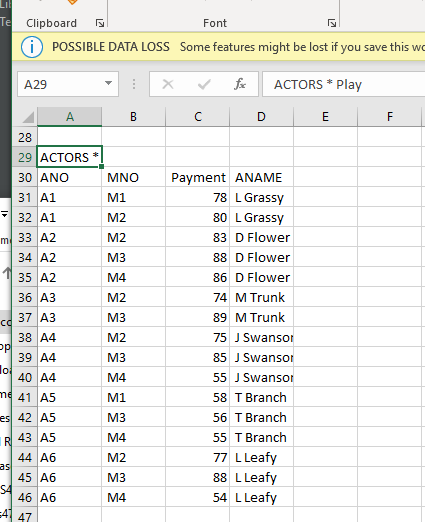 Clipboard Font
POSSIBLE DATA LOSS Some features might be lost if you save this wo
A29 fx ACTORS * Play
A B C D E F
28
29 ACTORS *
30 ANO MNO Payment ANAME
31 A1 M1 78 L Grassy
32 A1 M2 80 L Grassy
33 A2 M2 83 D Flower
34 A2 M3 88 D Flower
35 A2 M4 86 D Flower
36 A3 M2 74 M Trunk
37 A3 M3 89 M Trunk
38 A4 M2 75 J Swanson
39 A4 M3 85 J Swanson
40 A4 M4 55 J Swanson
41 A5 M1 58 T Branch
42 A5 M3 56 T Branch
43 A5 M4 55 T Branch
44 A6 M2 77 L Leafy
45 A6 M3 88 L Leafy
46 A6 M4 54 L Leafy
47